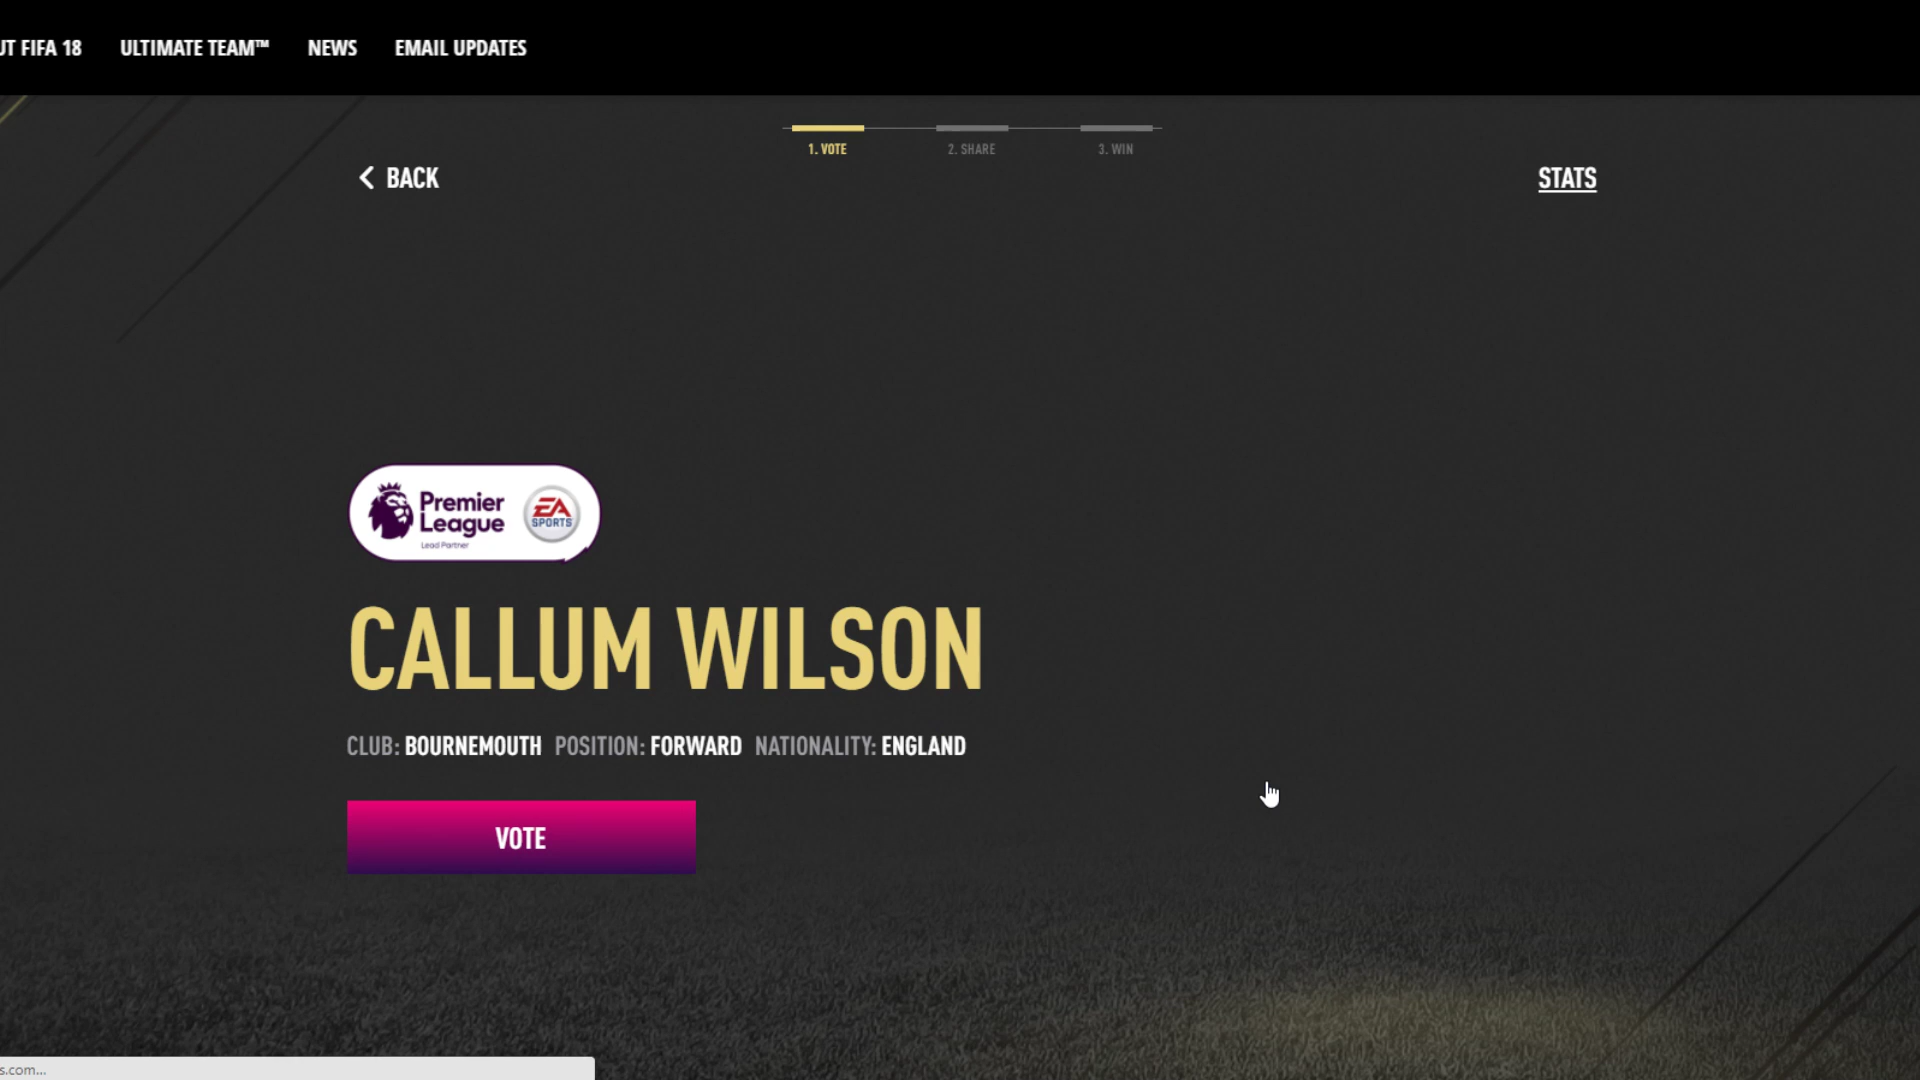 UT FIFA 18 ULTIMATE TEAM™ NEWS EMAIL UPDATES
1. VOTE 2. SHARE 3. WIN
BACK STATS
Premier League Lead Partner
EA SPORTS
CALLUM WILSON
CLUB: BOURNEMOUTH POSITION: FORWARD NATIONALITY: ENGLAND
VOTE
s.com...